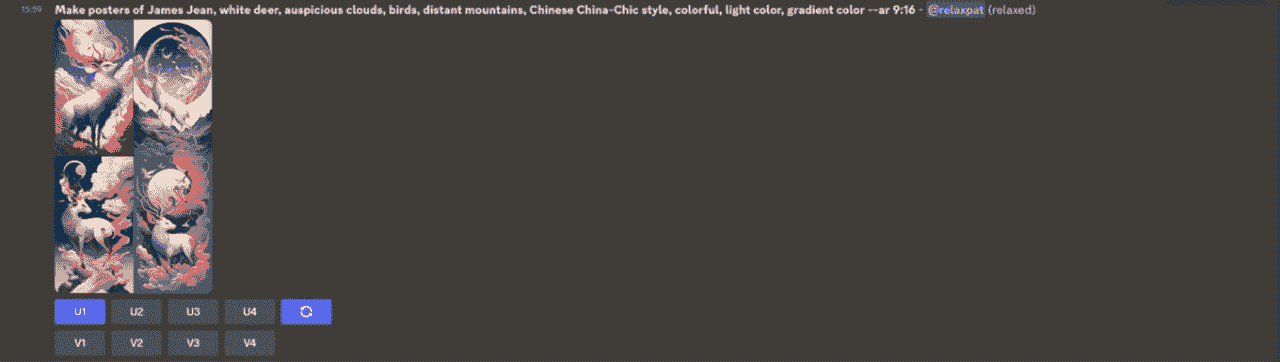 15:59 Make posters of James Jean, white deer, auspicious clouds, birds, distant mountains, Chinese China-Chic style, colorful, light color, gradient color --ar 9:16 - @relaxpat (relaxed)
U1 U2 U3 U4
V1 V2 V3 V4